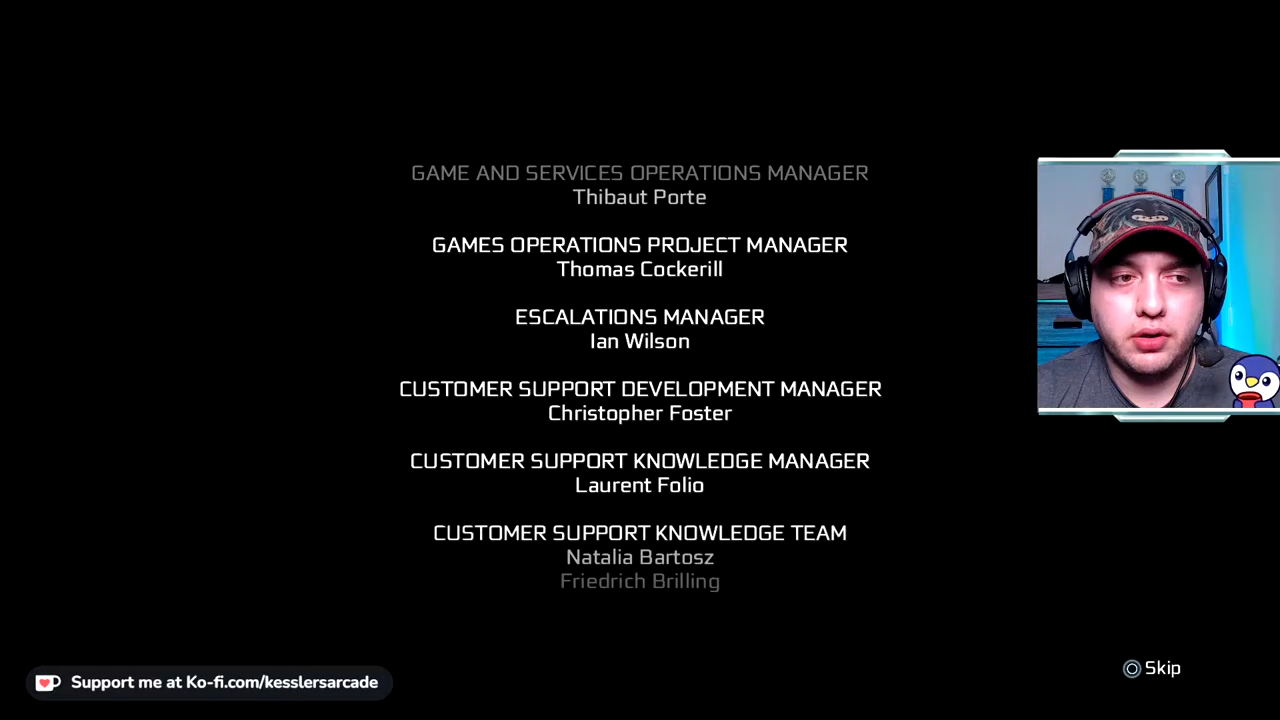 GAME AND SERVICES OPERATIONS MANAGER
Thibaut Porte
GAMES OPERATIONS PROJECT MANAGER
Thomas Cockerill
ESCALATIONS MANAGER
Ian Wilson
CUSTOMER SUPPORT DEVELOPMENT MANAGER
Christopher Foster
CUSTOMER SUPPORT KNOWLEDGE MANAGER
Laurent Folio
CUSTOMER SUPPORT KNOWLEDGE TEAM
Natalia Bartosz
Friedrich Brilling
Skip
Support me at Ko-fi.com/kesslersarcade